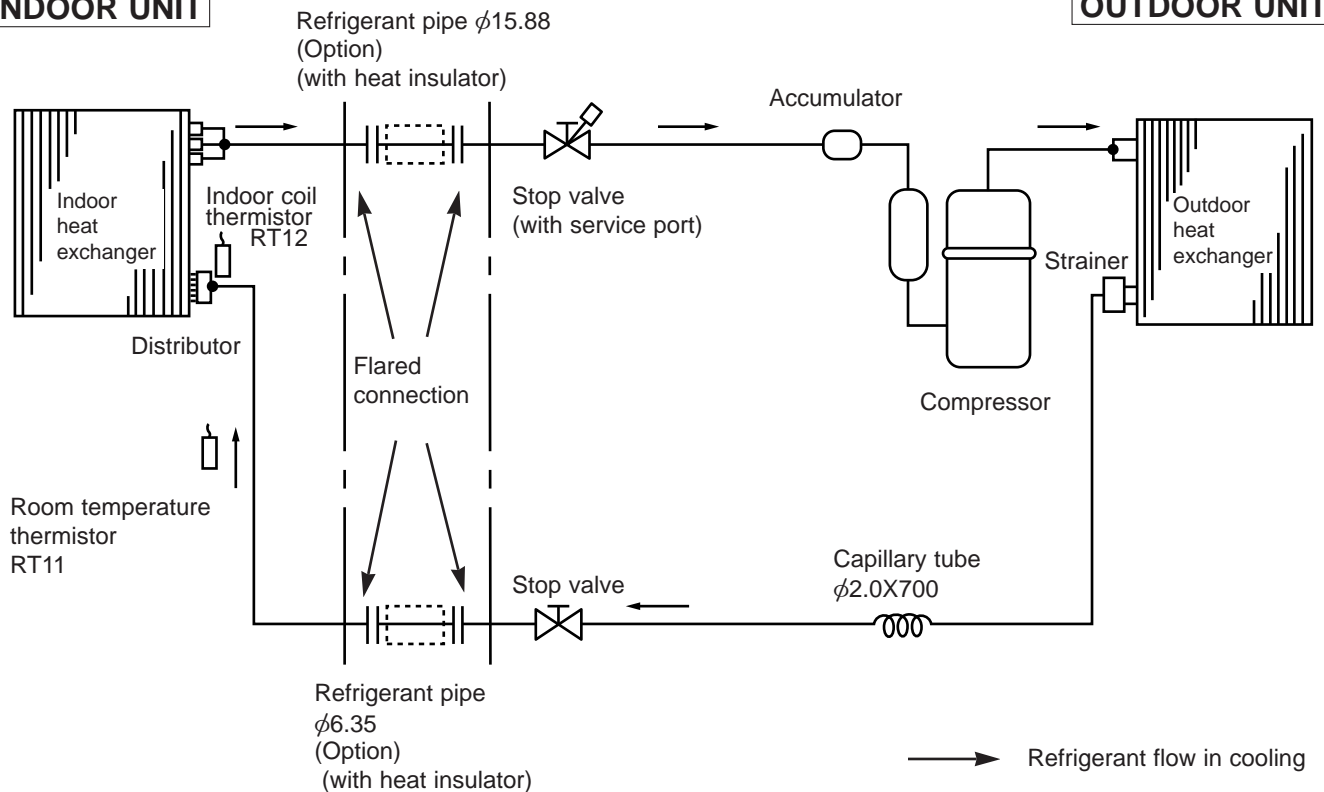 NDOOR UNIT
OUTDOOR UNIT
Refrigerant pipe ϕ15.88
(Option)
(with heat insulator)
Accumulator
Indoor
heat
exchanger
Indoor coil
thermistor
RT12
Stop valve
(with service port)
Outdoor
heat
exchanger
Strainer
Distributor
Flared
connection
Compressor
Room temperature
thermistor
RT11
Stop valve
Capillary tube
ϕ2.0X700
Refrigerant pipe
ϕ6.35
(Option)
(with heat insulator)
Refrigerant flow in cooling